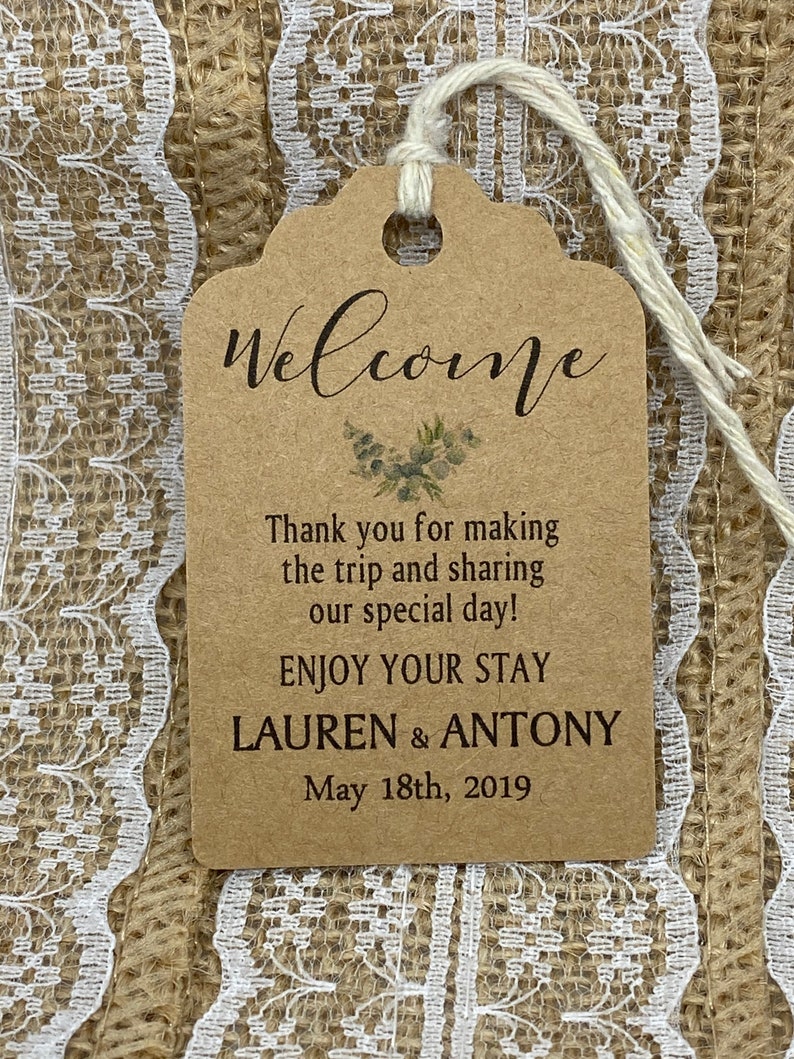 Welcome
Thank you for making
the trip and sharing
our special day!
ENJOY YOUR STAY
LAUREN & ANTONY
May 18th, 2019